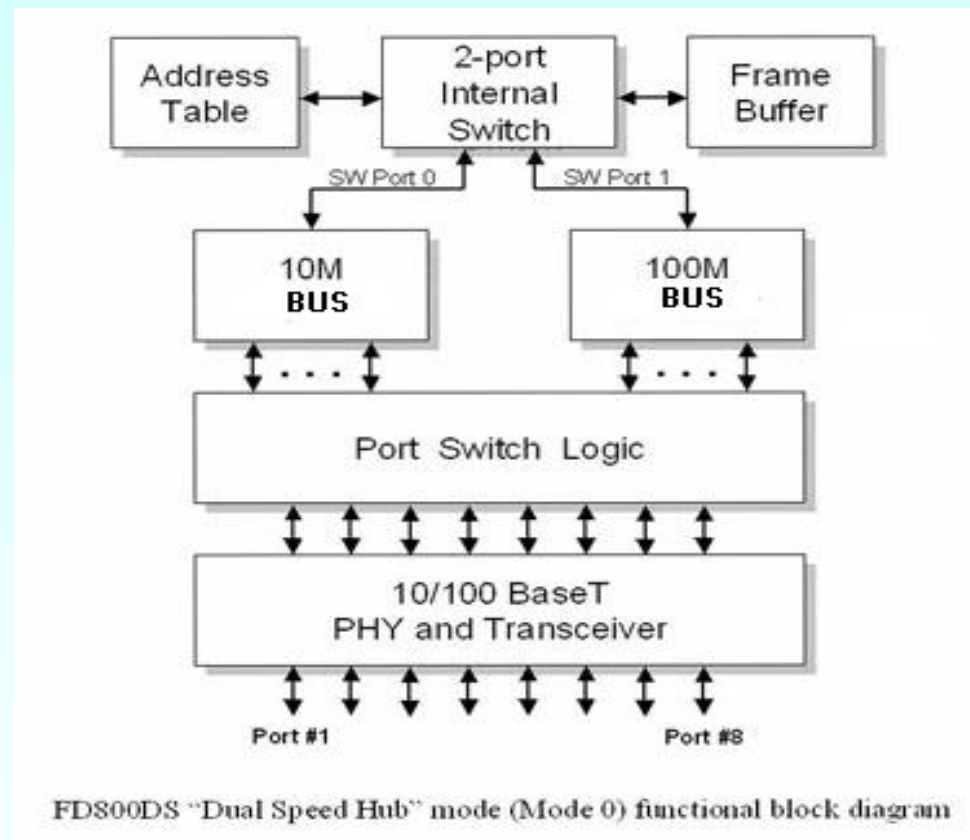 Address
Table
2-port
Internal
Switch
Frame
Buffer
SW Port 0
SW Port 1
10M
BUS
100M
BUS
. . .
. . .
Port Switch Logic
10/100 BaseT
PHY and Transceiver
Port #1
Port #8
FD800DS “Dual Speed Hub” mode (Mode 0) functional block diagram